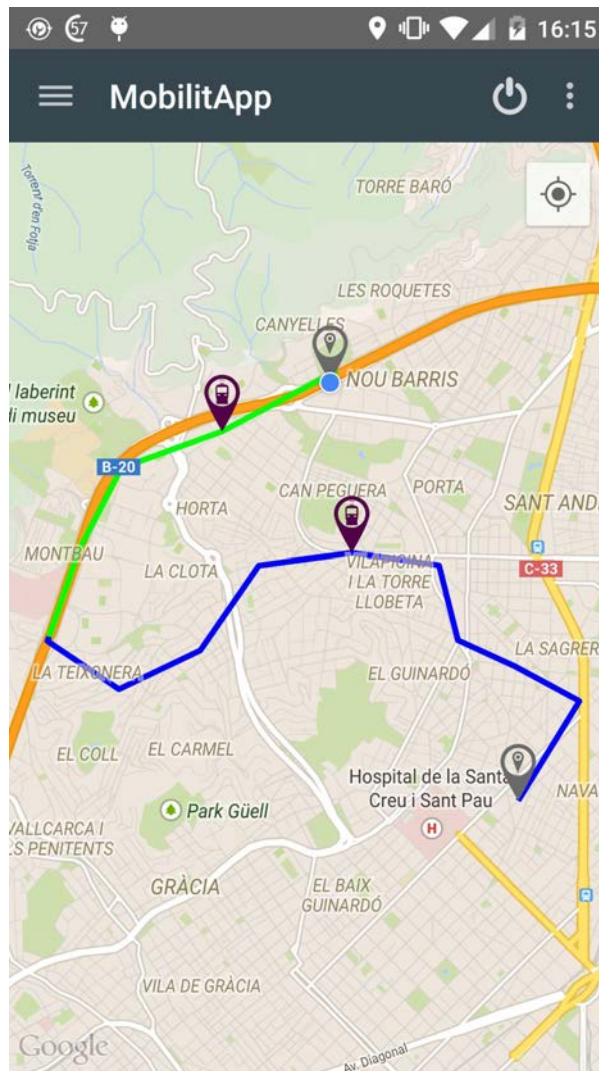 57
16:15
MobilitApp
Torrent d'en Fotja
TORRE BARÓ
LES ROQUETES
CANYELLES
NOU BARRIS
l laberint
di museu
B-20
CAN PEGUERA
PORTA
HORTA
SANT AND
MONTBAU
LA CLOTA
VILAPICINA
I LA TORRE
LLOBETA
C-33
LA SAGRER
LA TEIXONERA
EL GUINARDÓ
EL COLL
EL CARMEL
Hospital de la Santa
Creu i Sant Pau
NAVA
Park Güell
VALLCARCA I
LS PENITENTS
H
GRÀCIA
EL BAIX
GUINARDÓ
VILA DE GRÀCIA
Google
Av. Diagonal